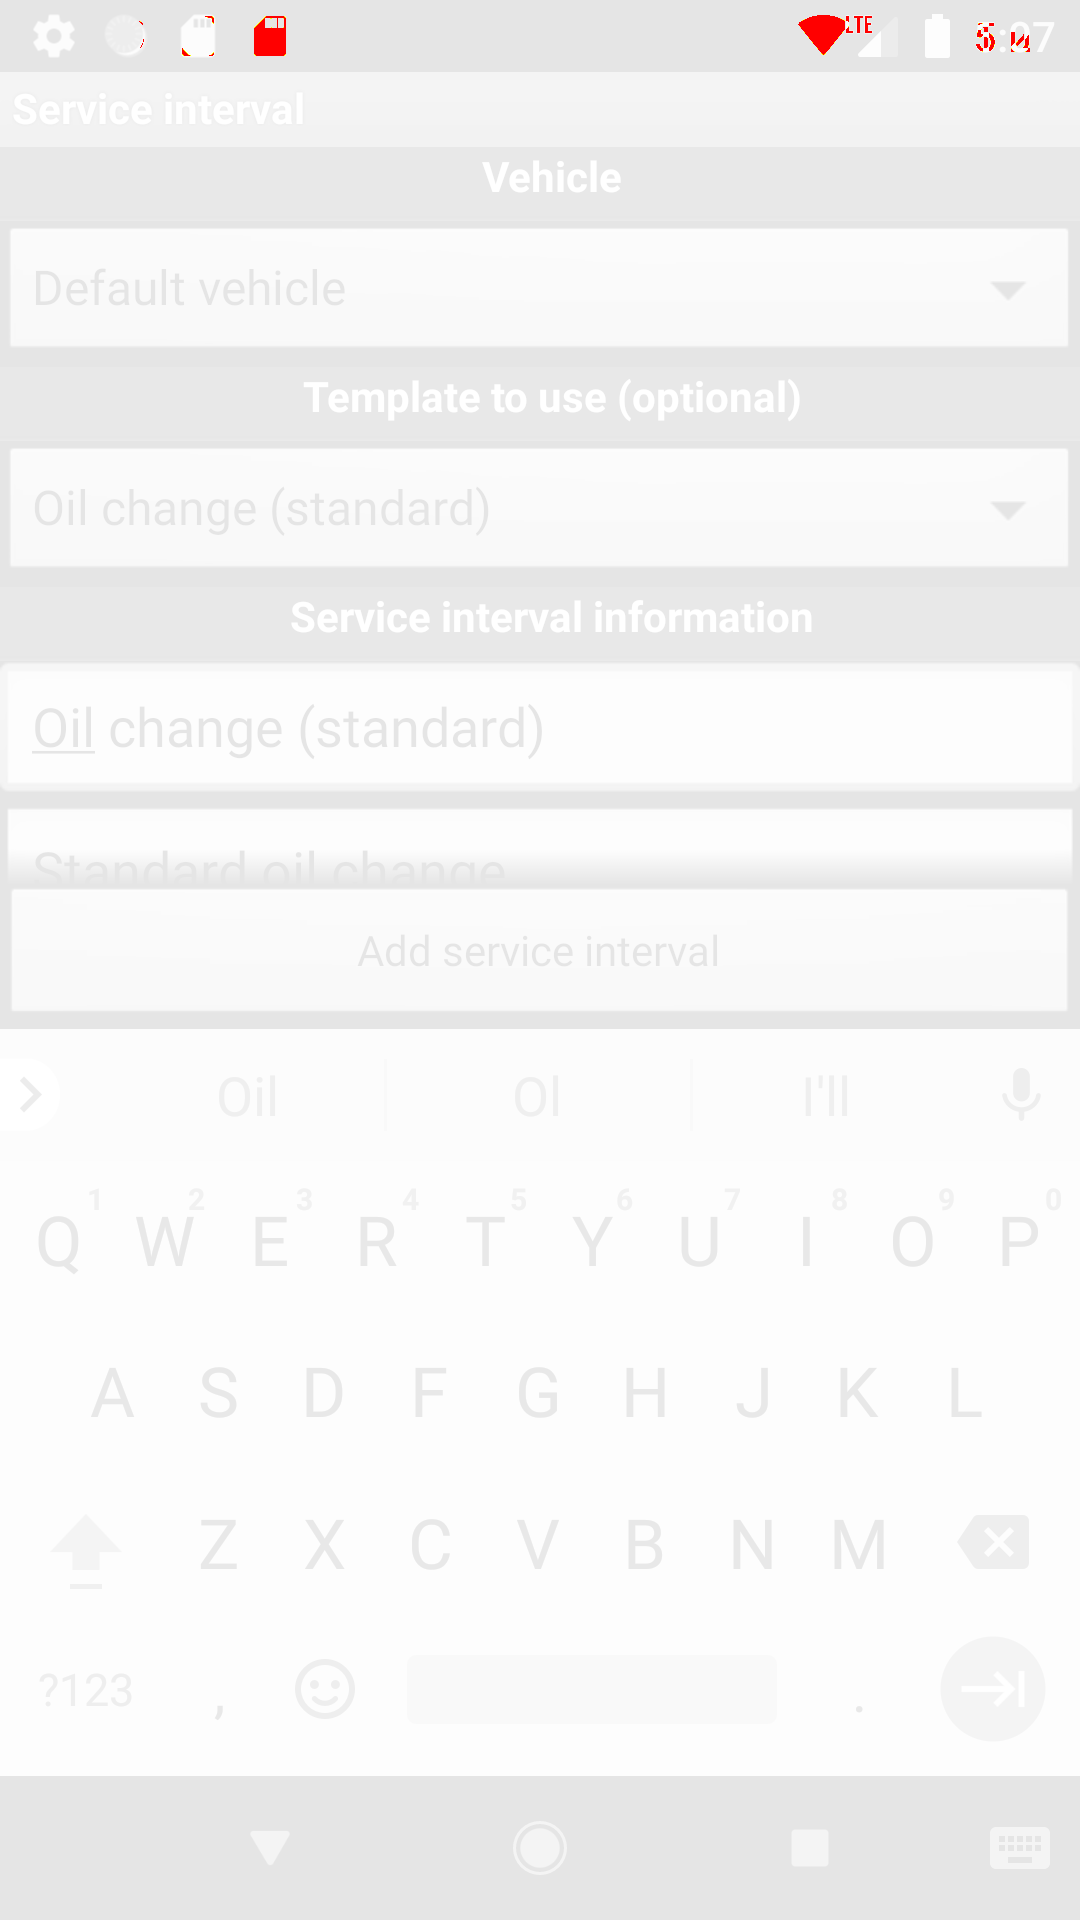 LTE
Service interval
Vehicle
Default vehicle
Template to use (optional)
Oil change (standard)
Service interval information
Oil change (standard)
Standard oil change
Add service interval
Oil Ol I'll
1 2 3 4 5 6 7 8 9 0
Q W E R T Y U I O P
A S D F G H J K L
Z X C V B N M
?123 , .